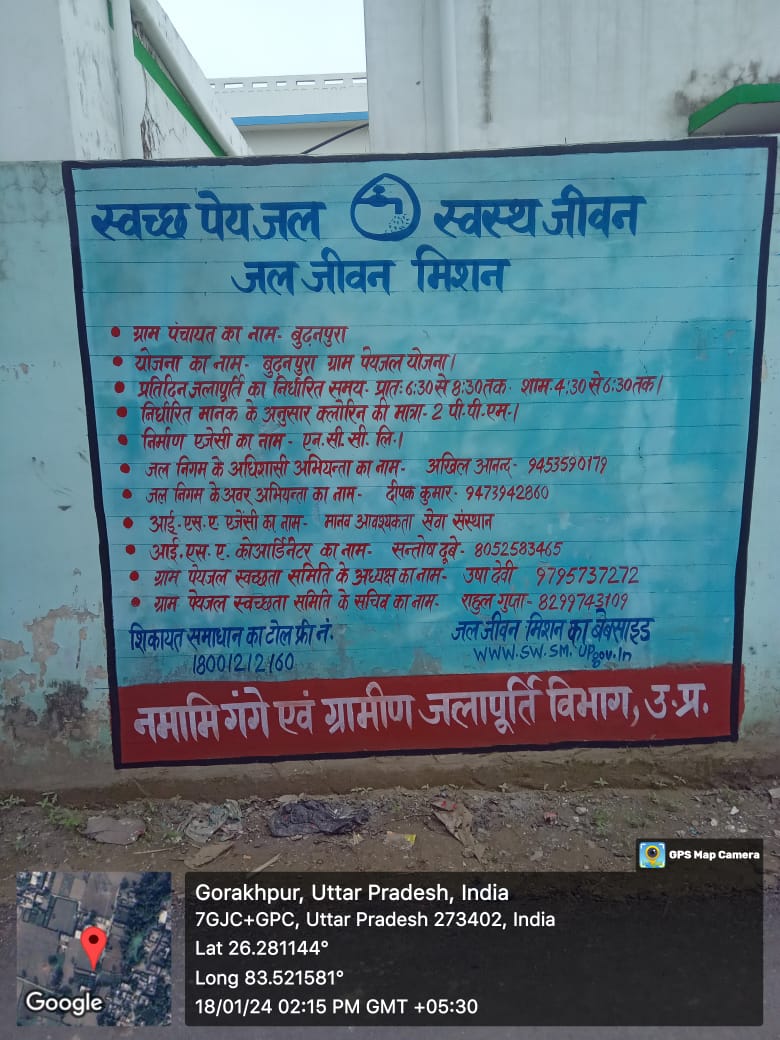 स्वच्छ पेय जल स्वस्थ जीवन
जल जीवन मिशन
• ग्राम पंचायत का नाम- बुढ़नपुरा
• योजना का नाम- बुढ़नपुरा ग्राम पेयजल योजना।
• प्रतिदिन जलापूर्ति का निर्धारित समय- प्रातः 6:30 से 8:30 तक. शाम. 4:30 से 6:30 तक।
• निर्धारित मानक के अनुसार क्लोरिन की मात्रा- 2 पी.पी.एम.।
• निर्माण एजेंसी का नाम- एन.सी.सी. लि.।
• जल निगम के अधिशासी अभियन्ता का नाम- अखिल आनन्द- 9453590179
• जल निगम के अवर अभियन्ता का नाम- दीपक कुमार- 9473942860
• आई.एस.ए. एजेंसी का नाम- मानव आवश्यकता सेवा संस्थान
• आई.एस.ए. कोआर्डिनेटर का नाम- सन्तोष दूबे- 8052583465
• ग्राम पेयजल स्वच्छता समिति के अध्यक्ष का नाम- उषा देवी 9795737272
• ग्राम पेयजल स्वच्छता समिति के सचिव का नाम- राहुल गुप्ता- 8299743109
शिकायत समाधान का टोल फ्री नं. जल जीवन मिशन का बेबसाइड
18001212160 WWW.SW.SM.UP.gov.in
नमामि गंगे एवं ग्रामीण जलापूर्ति विभाग, उ.प्र.
GPS Map Camera
Gorakhpur, Uttar Pradesh, India
7GJC+GPC, Uttar Pradesh 273402, India
Lat 26.281144°
Long 83.521581°
18/01/24 02:15 PM GMT +05:30
Google